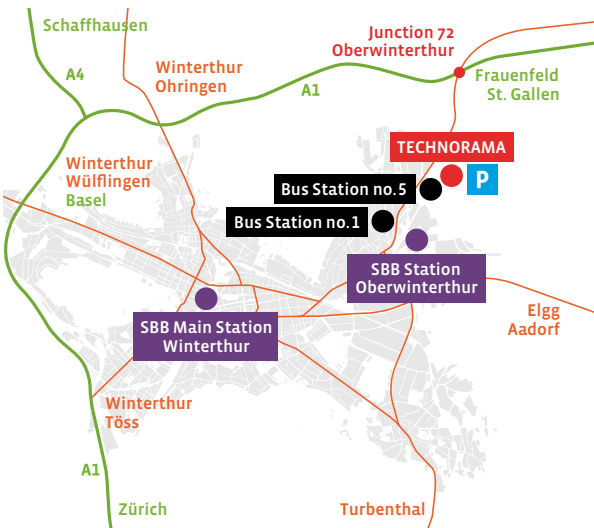 Schaffhausen
Junction 72
Oberwinterthur
A4
Winterthur
Ohringen
A1
Frauenfeld
St. Gallen
TECHNORAMA
P
Winterthur
Wülflingen
Basel
Bus Station no.5
Bus Station no.1
SBB Station
Oberwinterthur
SBB Main Station
Winterthur
Elgg
Aadorf
Winterthur
Töss
A1
Zürich
Turbenthal